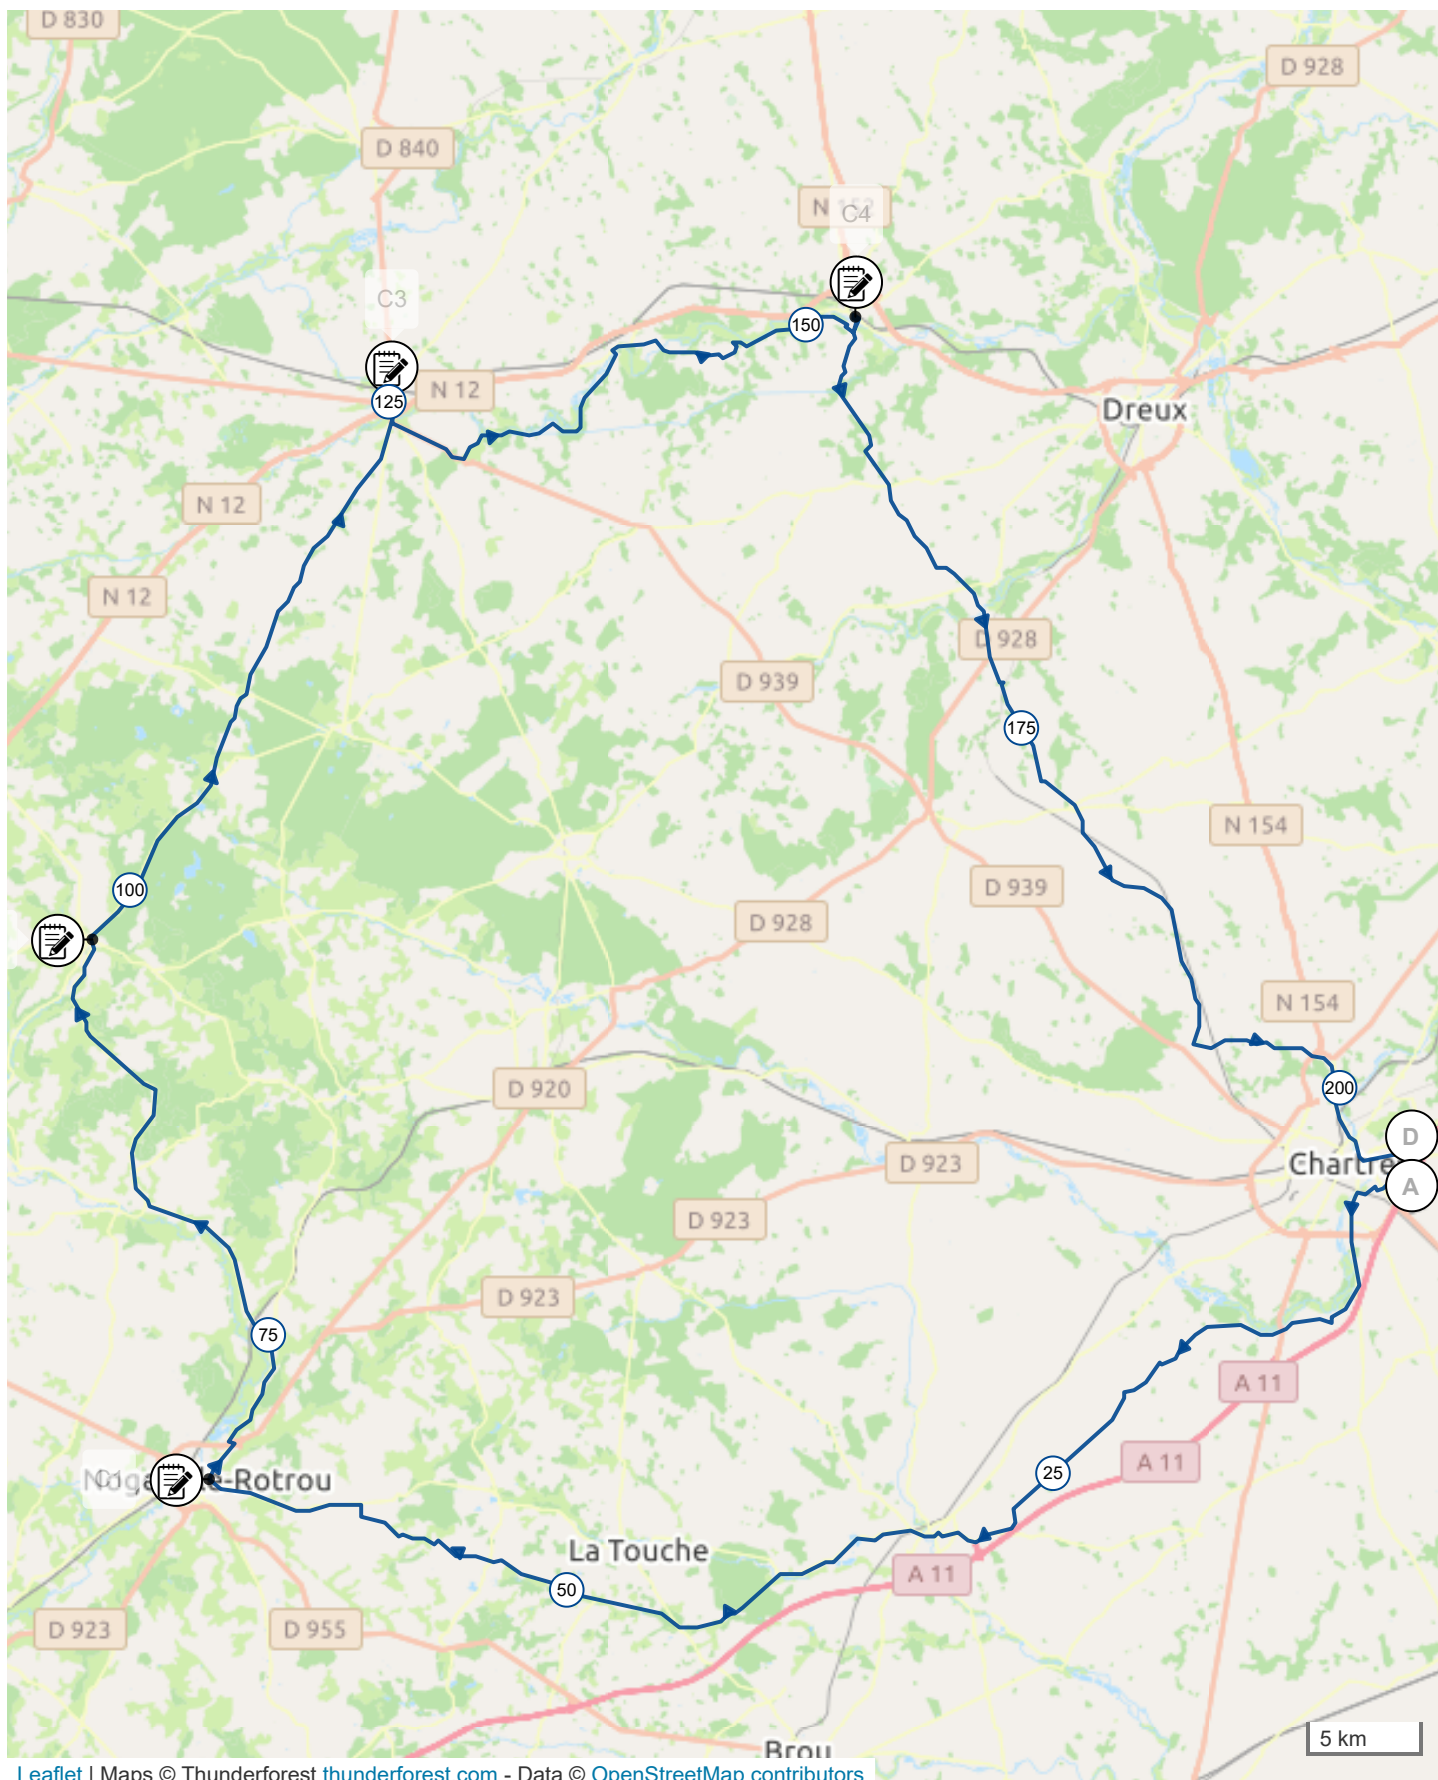 D 830
D 928
D 840
C4
C3
150
N 12
125
Dreux
N 12
N 12
D 928
D 939
175
N 154
D 939
100
D 928
N 154
D 920
200
D
D 923
Chartre
A
D 923
D 923
75
A 11
A 11
25
La Touche
A 11
50
D 923
D 955
5 km
Brou
Leaflet | Maps © Thunderforest thunderforest.com - Data © OpenStreetMap contributors